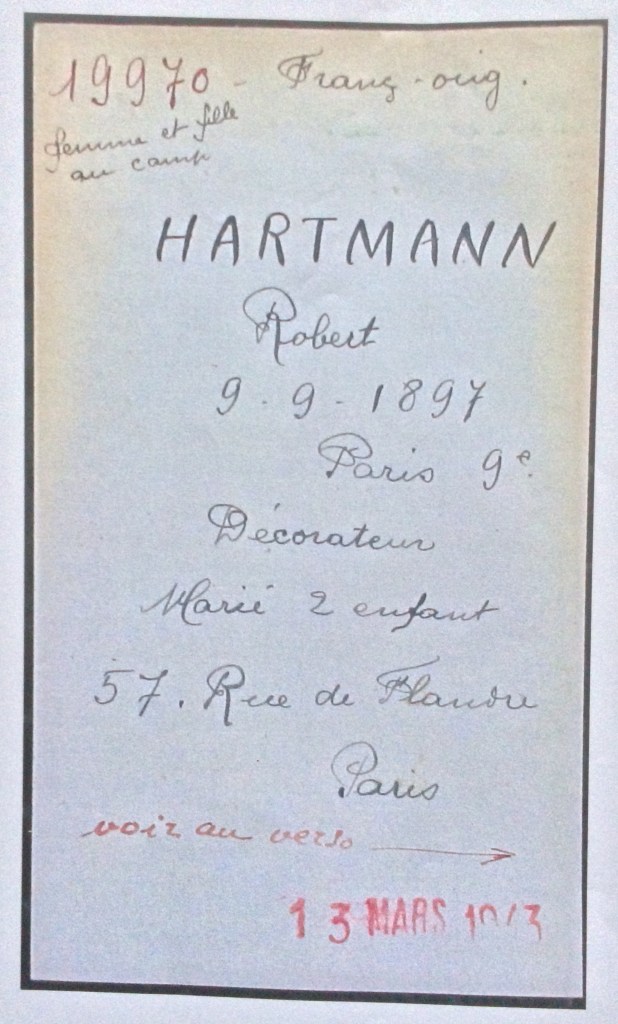 19970 - Franç - orig.
femme et fille
au camp
HARTMANN
Robert
9 - 9 - 1897
Paris 9e.
Décorateur
Marié 2 enfant
57. Rue de Flandre
Paris
voir au verso
13 MARS 1943